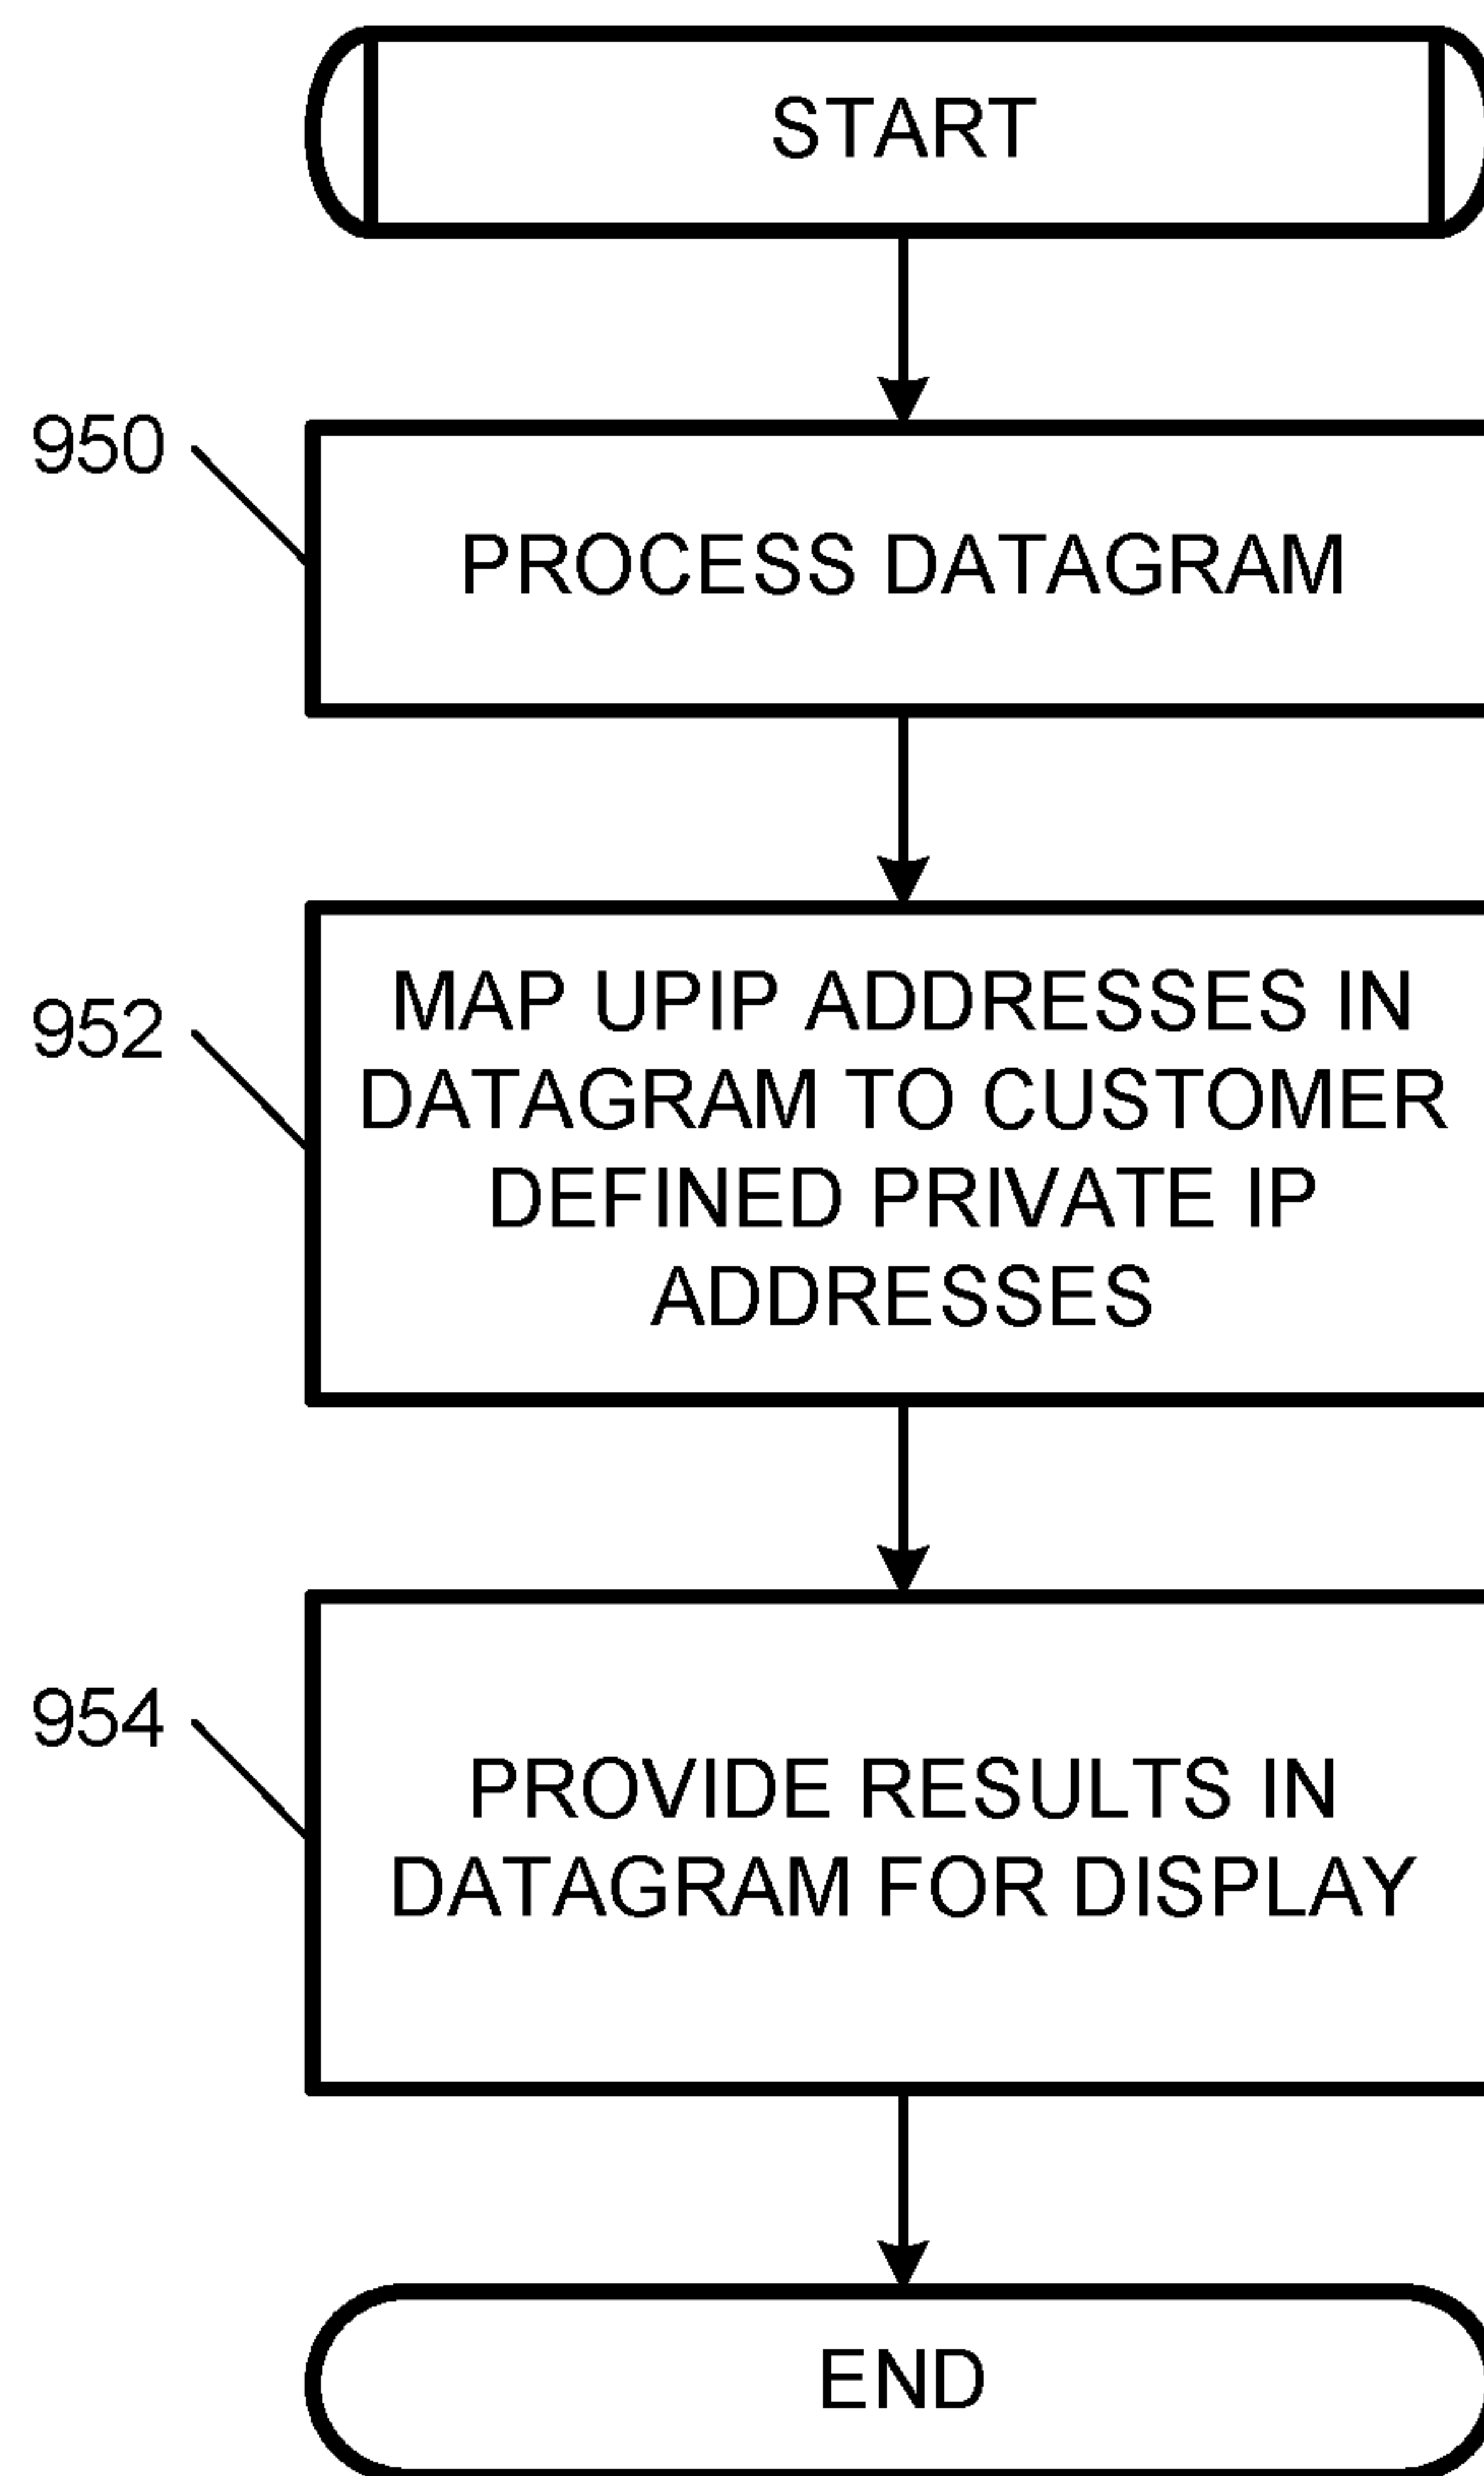 START
950
PROCESS DATAGRAM
952
MAP UPIP ADDRESSES IN
DATAGRAM TO CUSTOMER
DEFINED PRIVATE IP
ADDRESSES
954
PROVIDE RESULTS IN
DATAGRAM FOR DISPLAY
END